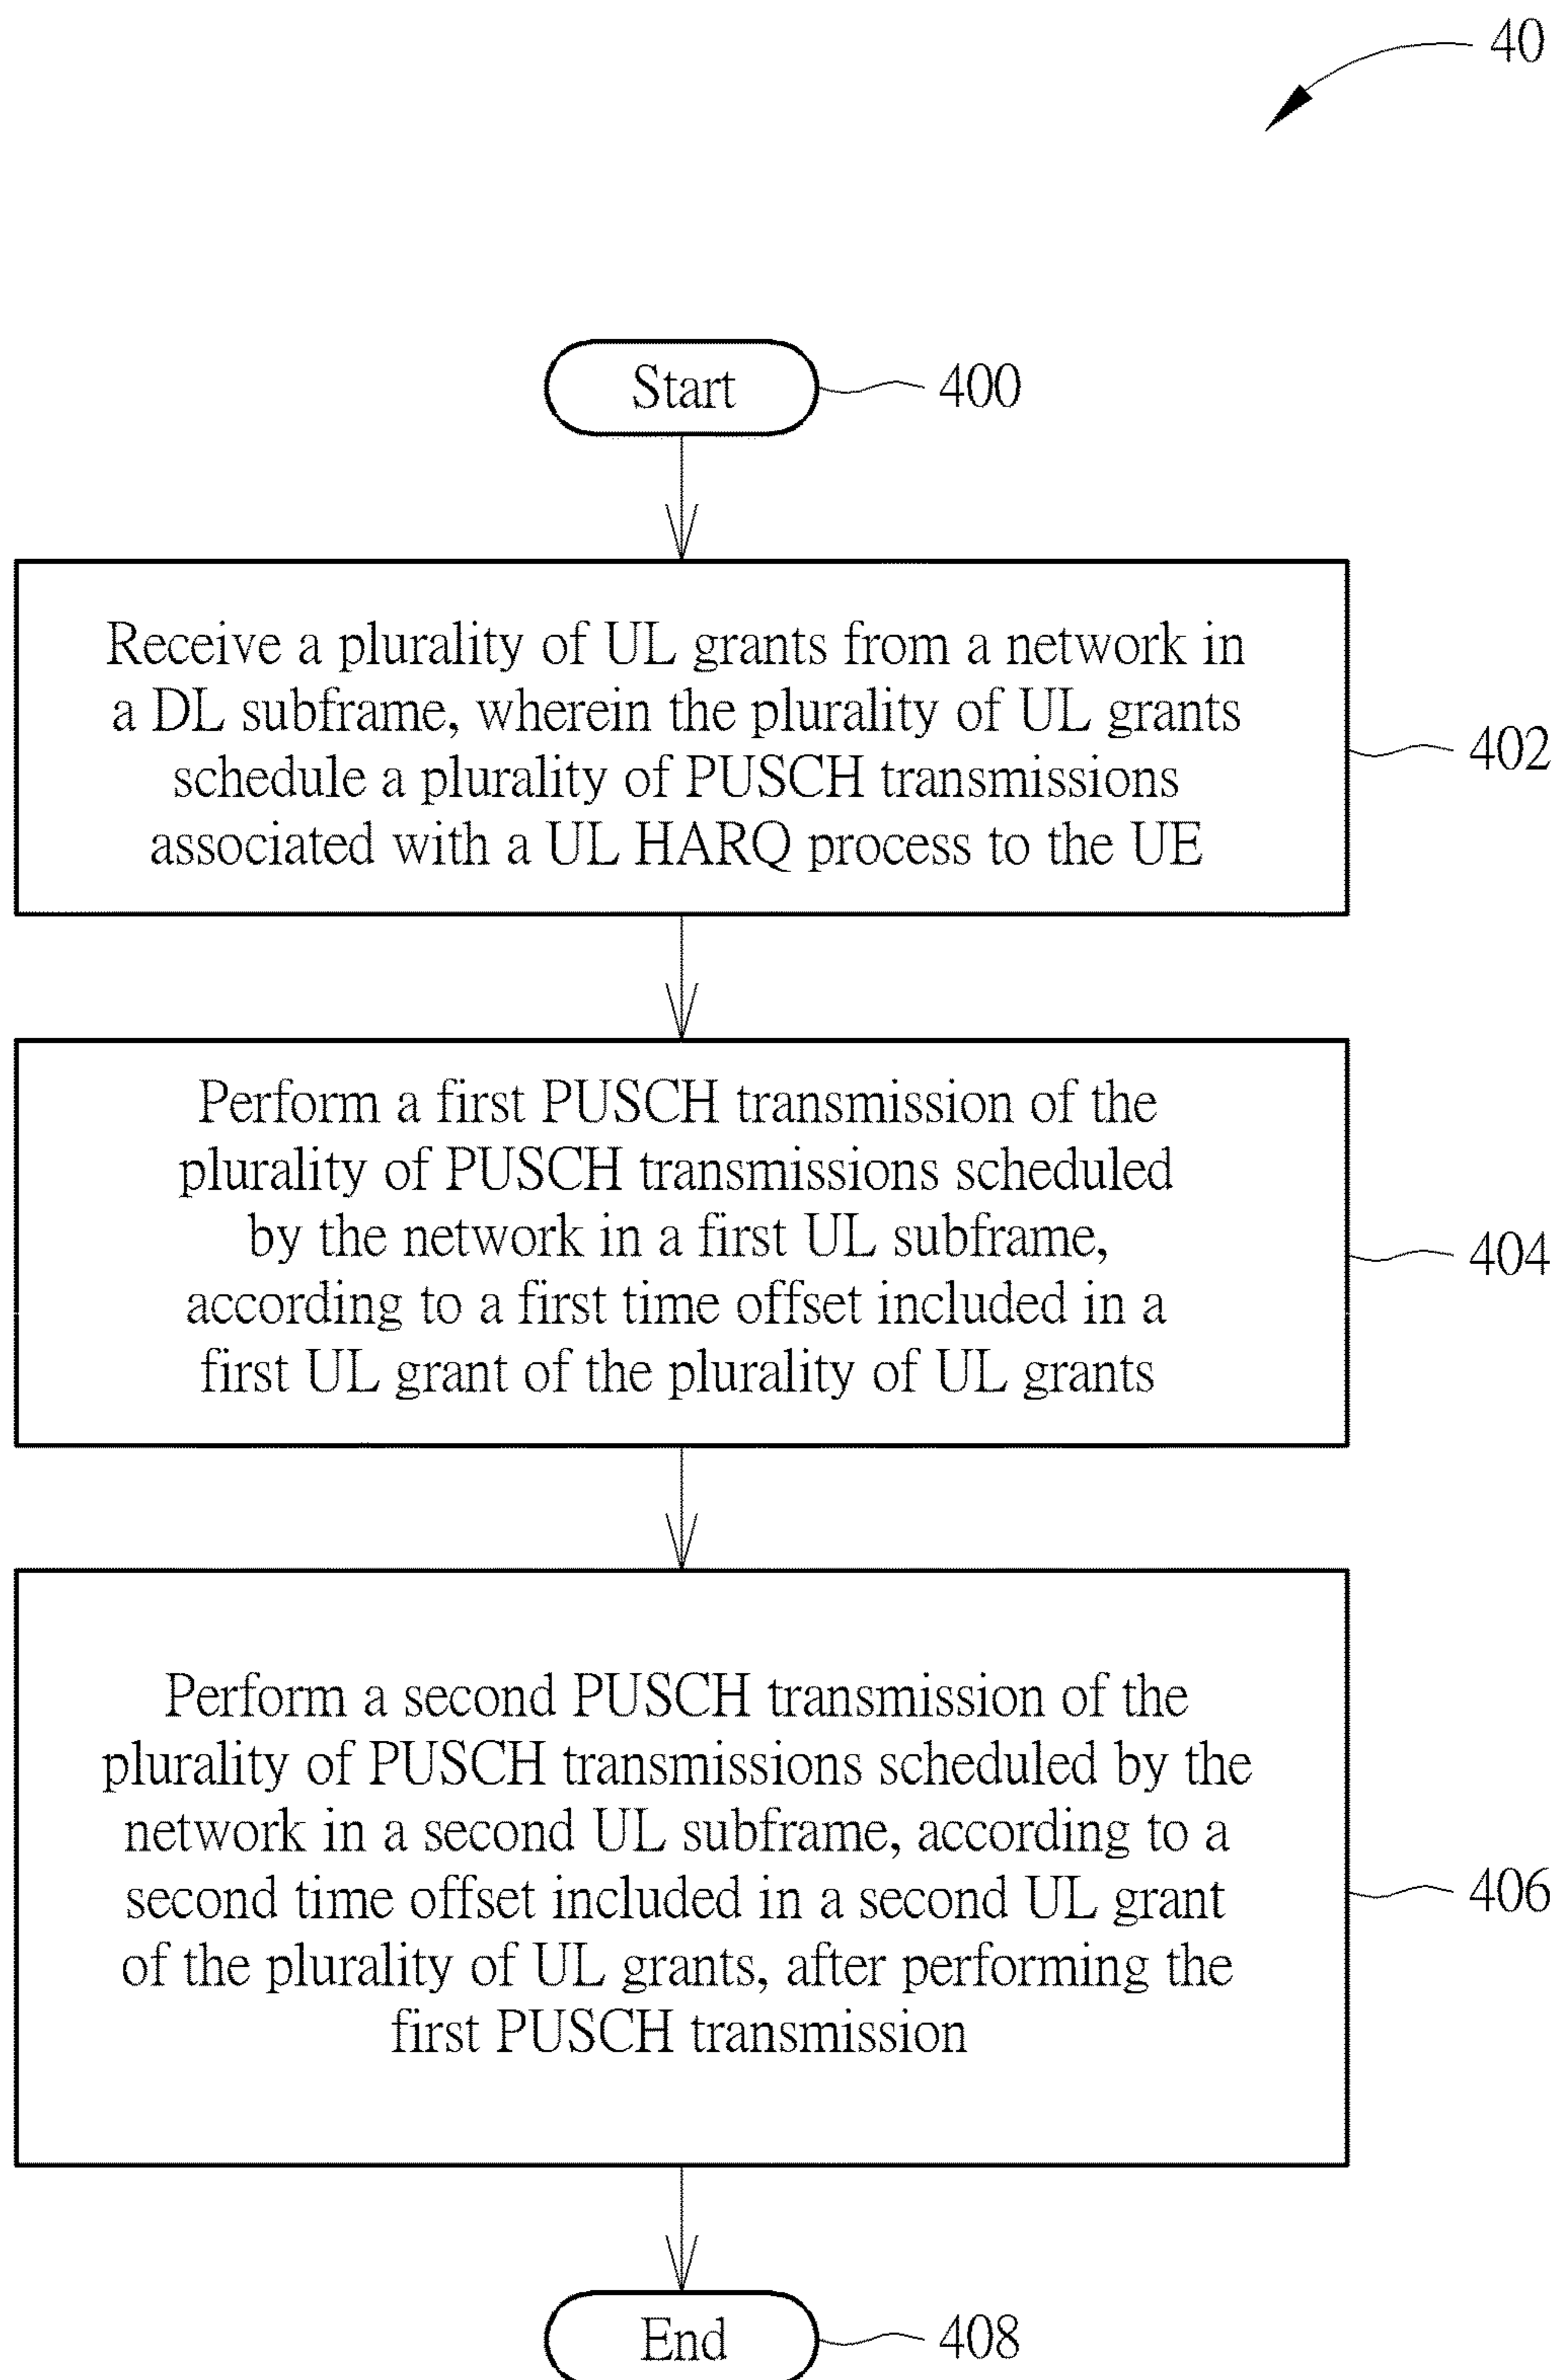 40
Start
400
Receive a plurality of UL grants from a network in
a DL subframe, wherein the plurality of UL grants
schedule a plurality of PUSCH transmissions
associated with a UL HARQ process to the UE
402
Perform a first PUSCH transmission of the
plurality of PUSCH transmissions scheduled
by the network in a first UL subframe,
according to a first time offset included in a
first UL grant of the plurality of UL grants
404
Perform a second PUSCH transmission of the
plurality of PUSCH transmissions scheduled by the
network in a second UL subframe, according to a
second time offset included in a second UL grant
of the plurality of UL grants, after performing the
first PUSCH transmission
406
End
408